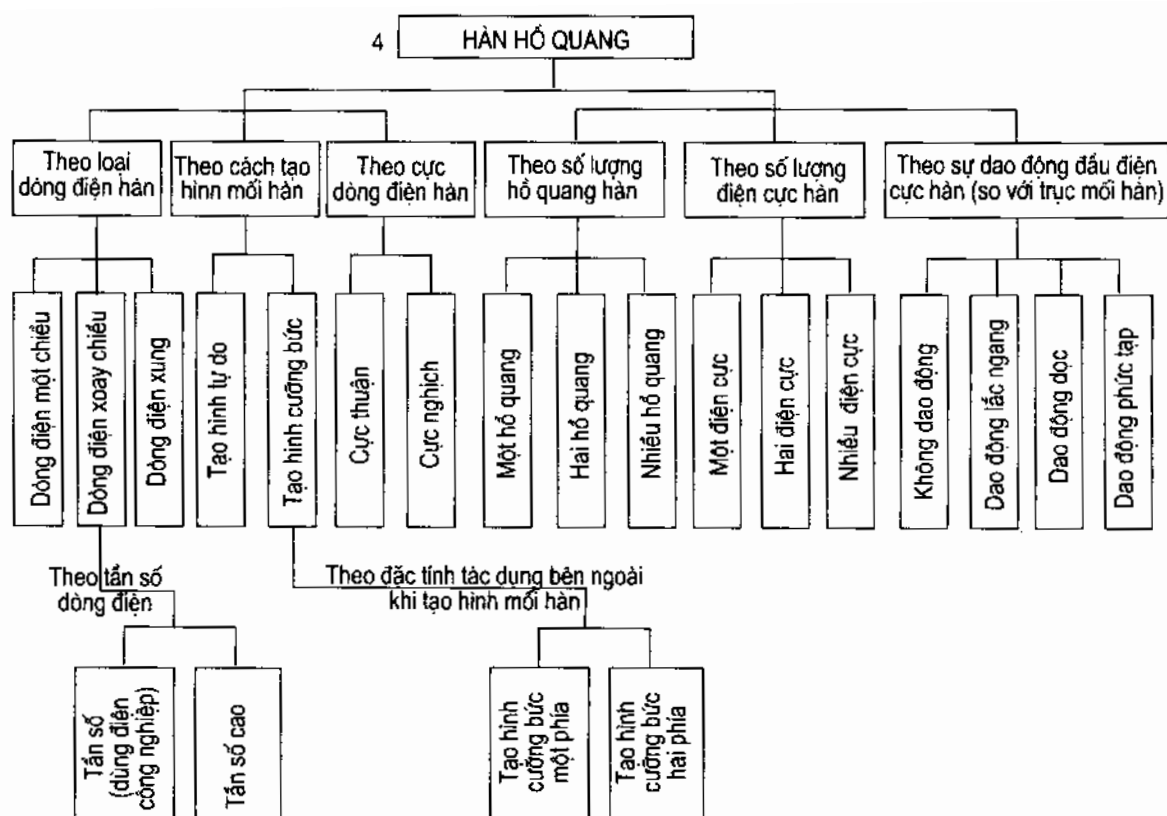 4
HÀN HỒ QUANG
Theo loại
dòng điện hàn
Theo cách tạo
hình mối hàn
Theo cực
dòng điện hàn
Theo số lượng
hồ quang hàn
Theo số lượng
điện cực hàn
Theo sự dao động đầu điện
cực hàn (so với trục mối hàn)
Dòng điện một chiều
Dòng điện xoay chiều
Dòng điện xung
Tạo hình tự do
Tạo hình cưỡng bức
Cực thuận
Cực nghịch
Một hồ quang
Hai hồ quang
Nhiều hồ quang
Một điện cực
Hai điện cực
Nhiều điện cực
Không dao động
Dao động lắc ngang
Dao động dọc
Dao động phức tạp
Theo tần số
dòng điện
Theo đặc tính tác dụng bên ngoài
khi tạo hình mối hàn
Tần số
(dùng điện
công nghiệp)
Tần số cao
Tạo hình
cưỡng bức
một phía
Tạo hình
cưỡng bức
hai phía